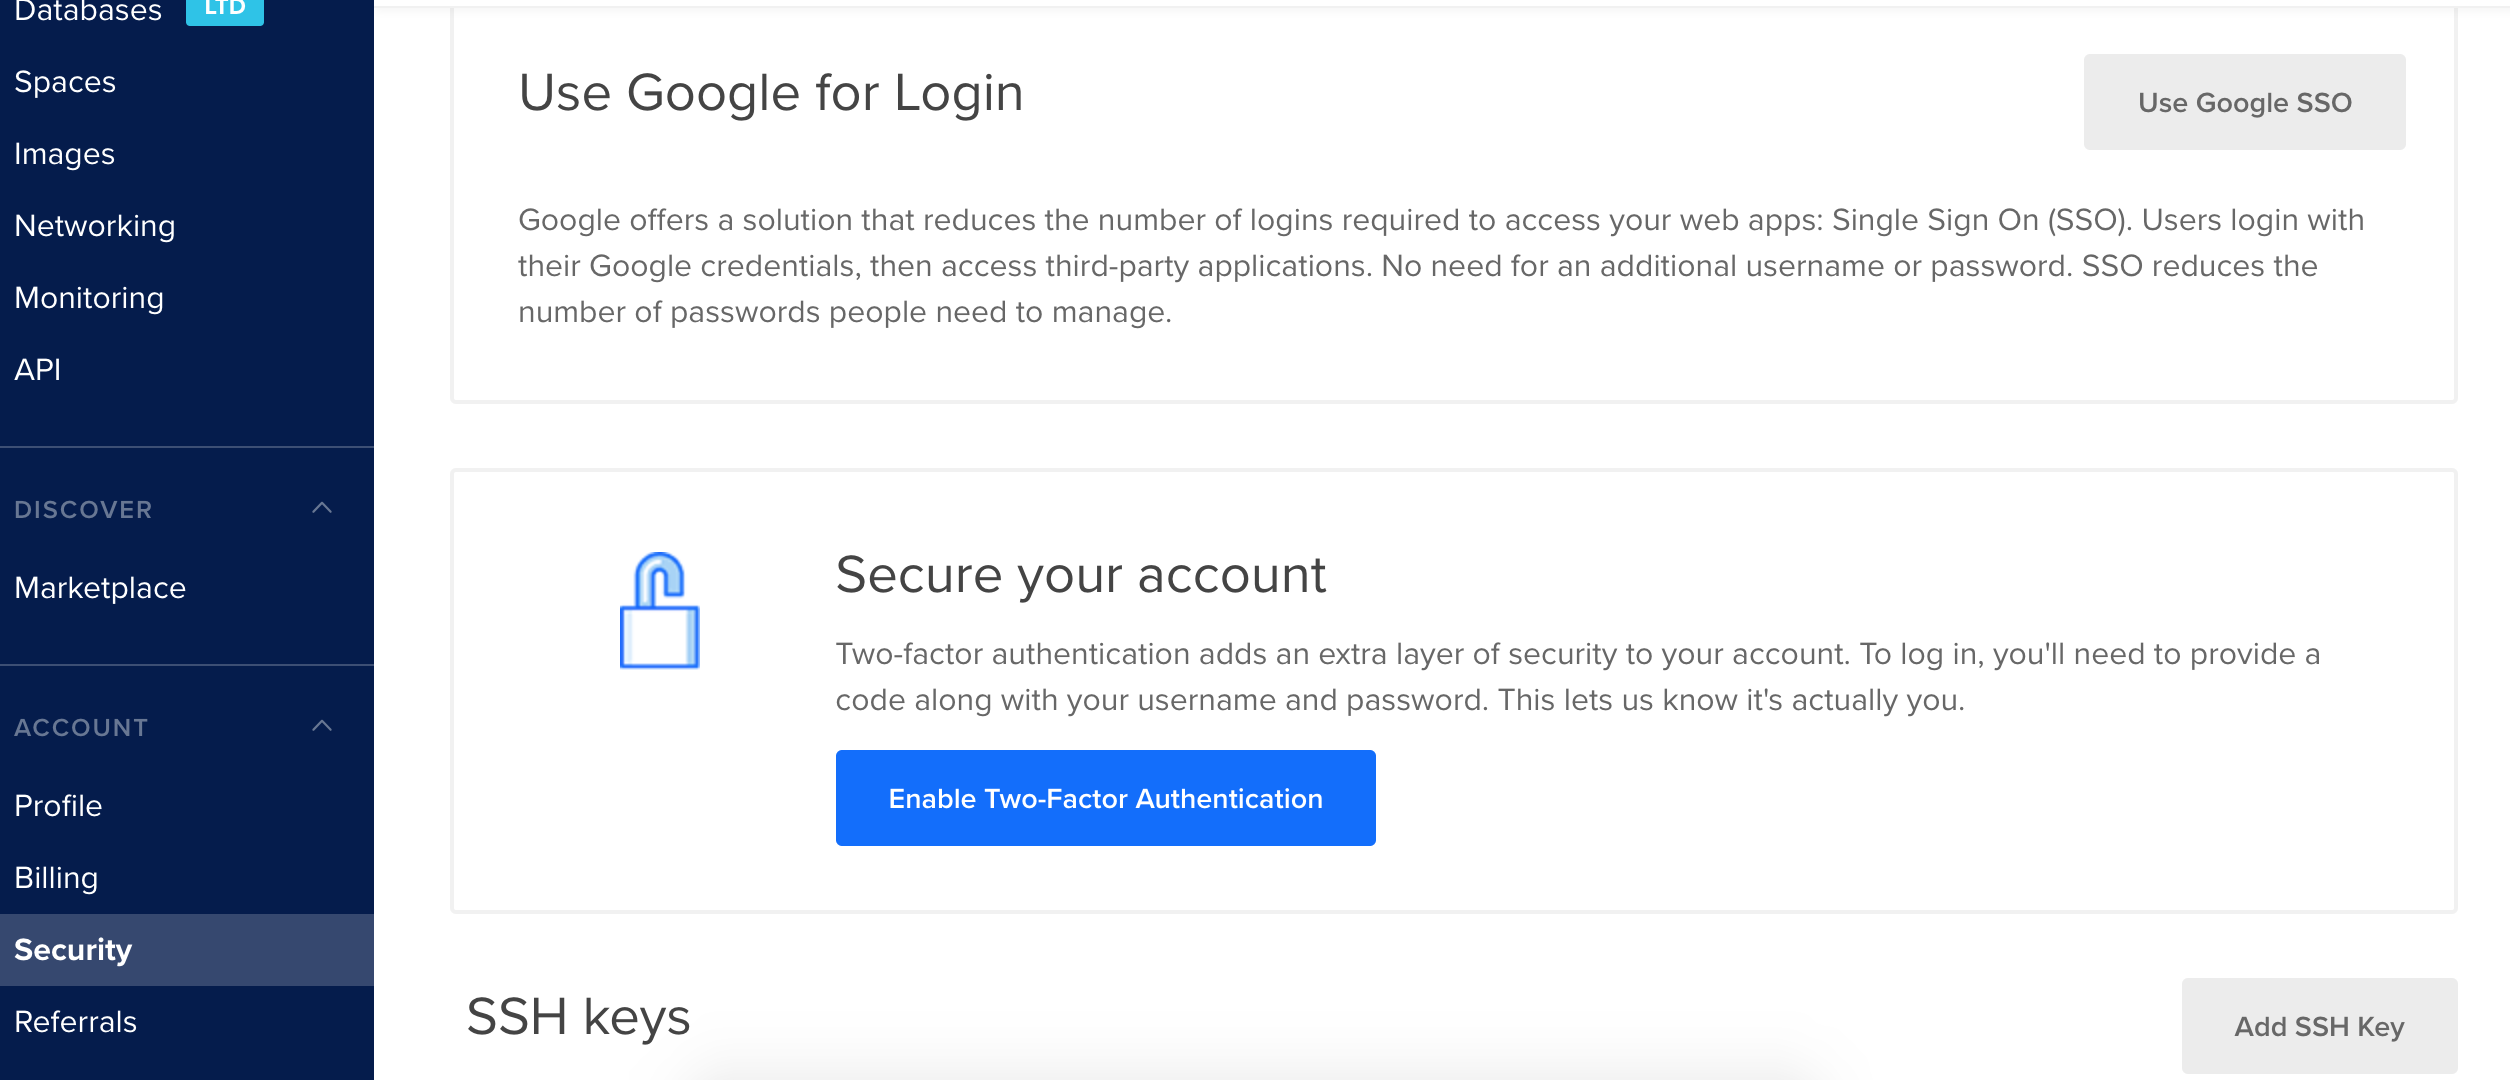 Databases LTD
Spaces
Images
Networking
Monitoring
API
DISCOVER
Marketplace
ACCOUNT
Profile
Billing
Security
Referrals
Use Google for Login
Use Google SSO
Google offers a solution that reduces the number of logins required to access your web apps: Single Sign On (SSO). Users login with
their Google credentials, then access third-party applications. No need for an additional username or password. SSO reduces the
number of passwords people need to manage.
Secure your account
Two-factor authentication adds an extra layer of security to your account. To log in, you'll need to provide a
code along with your username and password. This lets us know it's actually you.
Enable Two-Factor Authentication
SSH keys
Add SSH Key